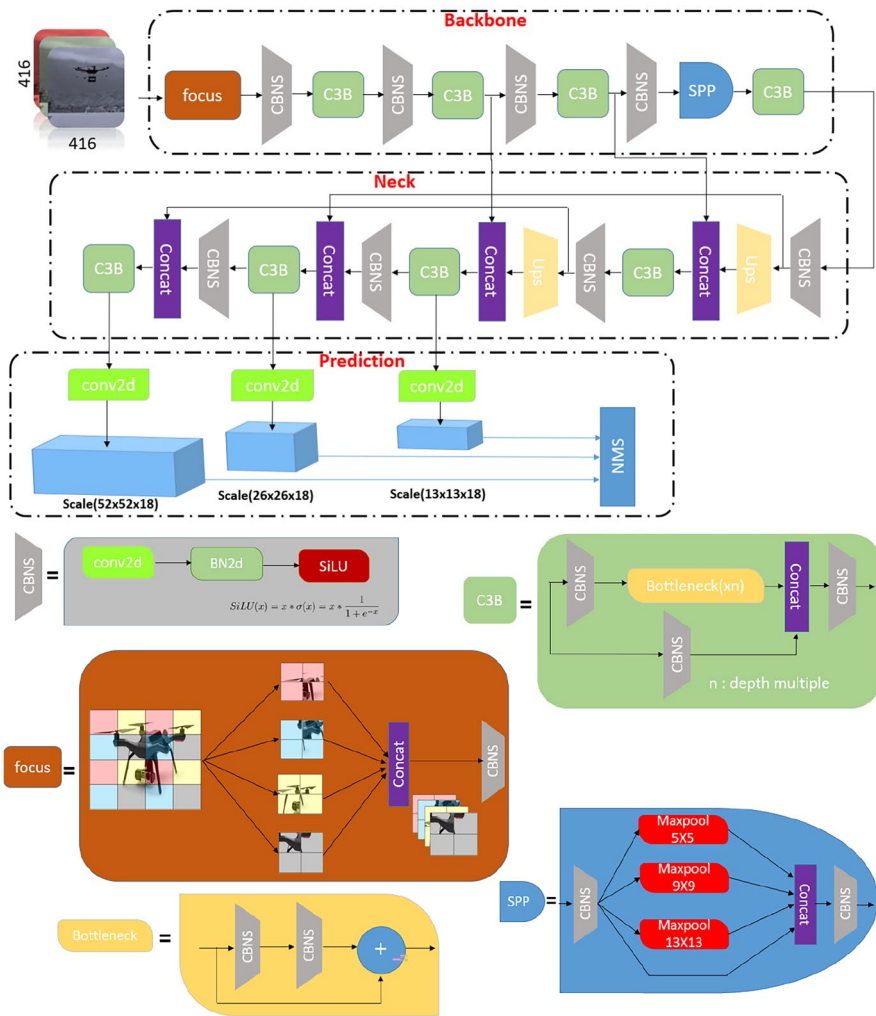 Backbone
416
416
focus
CBNS
C3B
CBNS
C3B
CBNS
C3B
CBNS
SPP
C3B
Neck
C3B
Concat
CBNS
C3B
Concat
CBNS
C3B
Concat
Ups
CBNS
C3B
Concat
Ups
CBNS
Prediction
conv2d
conv2d
conv2d
NMS
Scale(52x52x18)
Scale(26x26x18)
Scale(13x13x18)
CBNS
=
conv2d
BN2d
SiLU
SiLU(x) = x * σ(x) = x * 1 / 1 + e^{-x}
C3B
=
CBNS
Bottleneck(xn)
Concat
CBNS
CBNS
n : depth multiple
focus
=
Concat
CBNS
SPP
=
CBNS
Maxpool
5X5
Maxpool
9X9
Maxpool
13X13
Concat
CBNS
Bottleneck
=
CBNS
CBNS
+